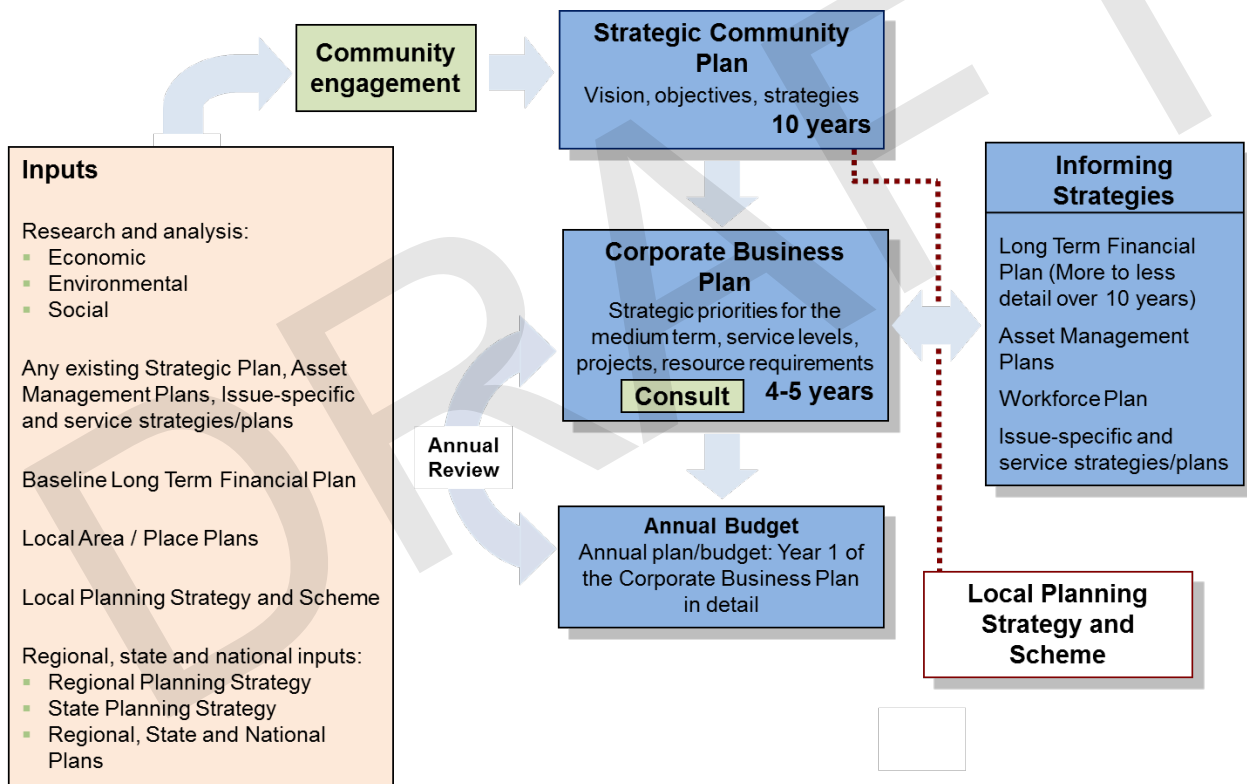 Community
engagement
Strategic Community
Plan
Vision, objectives, strategies
10 years
Inputs
Research and analysis:
Economic
Environmental
Social
Any existing Strategic Plan, Asset
Management Plans, Issue-specific
and service strategies/plans
Baseline Long Term Financial Plan
Local Area / Place Plans
Local Planning Strategy and Scheme
Regional, state and national inputs:
Regional Planning Strategy
State Planning Strategy
Regional, State and National
Plans
Corporate Business
Plan
Strategic priorities for the
medium term, service levels,
projects, resource requirements
Consult 4-5 years
Annual
Review
Annual Budget
Annual plan/budget: Year 1 of
the Corporate Business Plan
in detail
Informing
Strategies
Long Term Financial
Plan (More to less
detail over 10 years)
Asset Management
Plans
Workforce Plan
Issue-specific and
service strategies/plans
Local Planning
Strategy and
Scheme
DRAFT